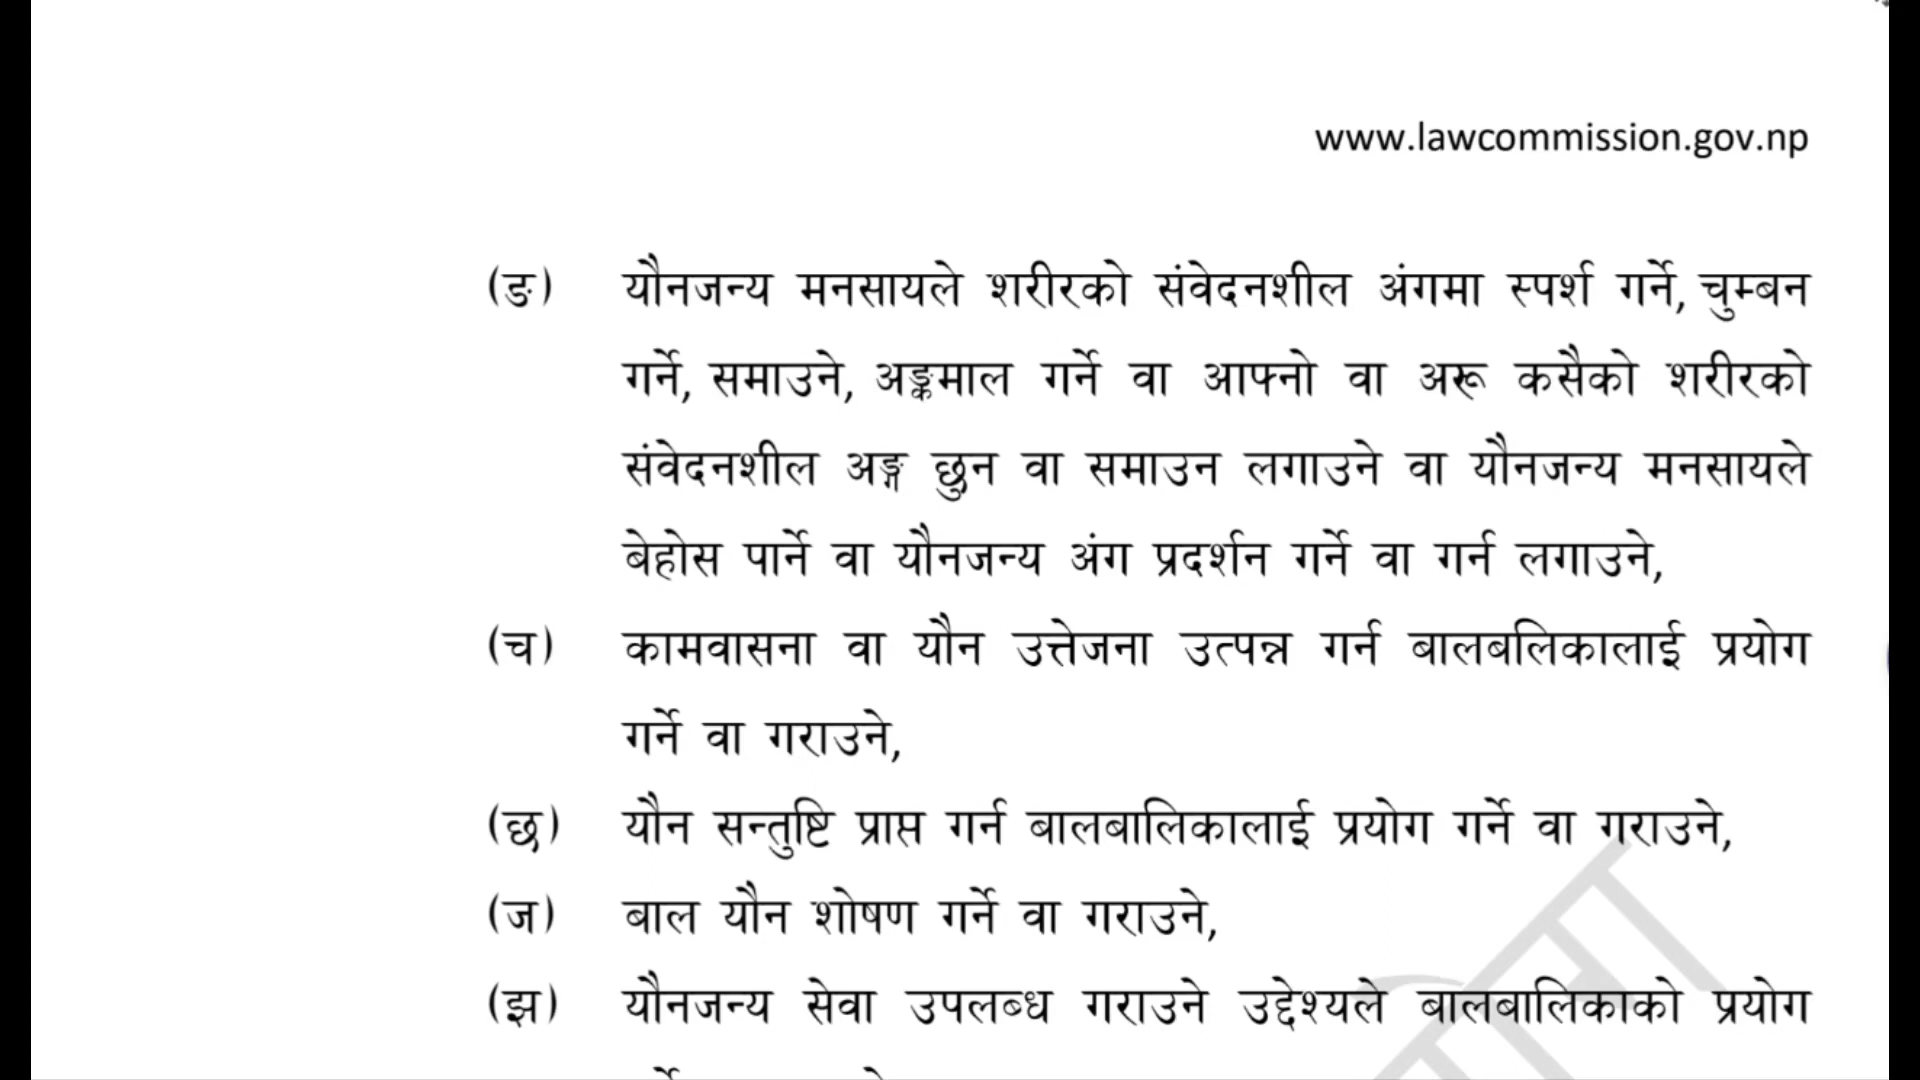 www.lawcommission.gov.np
(ङ) यौनजन्य मनसायले शरीरको संवेदनशील अंगमा स्पर्श गर्ने, चुम्बन
गर्ने, समाउने, अङ्कमाल गर्ने वा आफ्नो वा अरू कसैको शरीरको
संवेदनशील अङ्ग छुन वा समाउन लगाउने वा यौनजन्य मनसायले
बेहोस पार्ने वा यौनजन्य अंग प्रदर्शन गर्ने वा गर्न लगाउने,
(च) कामवासना वा यौन उत्तेजना उत्पन्न गर्न बालबलिकालाई प्रयोग
गर्ने वा गराउने,
(छ) यौन सन्तुष्टि प्राप्त गर्न बालबालिकालाई प्रयोग गर्ने वा गराउने,
(ज) बाल यौन शोषण गर्ने वा गराउने,
(झ) यौनजन्य सेवा उपलब्ध गराउने उद्देश्यले बालबालिकाको प्रयोग